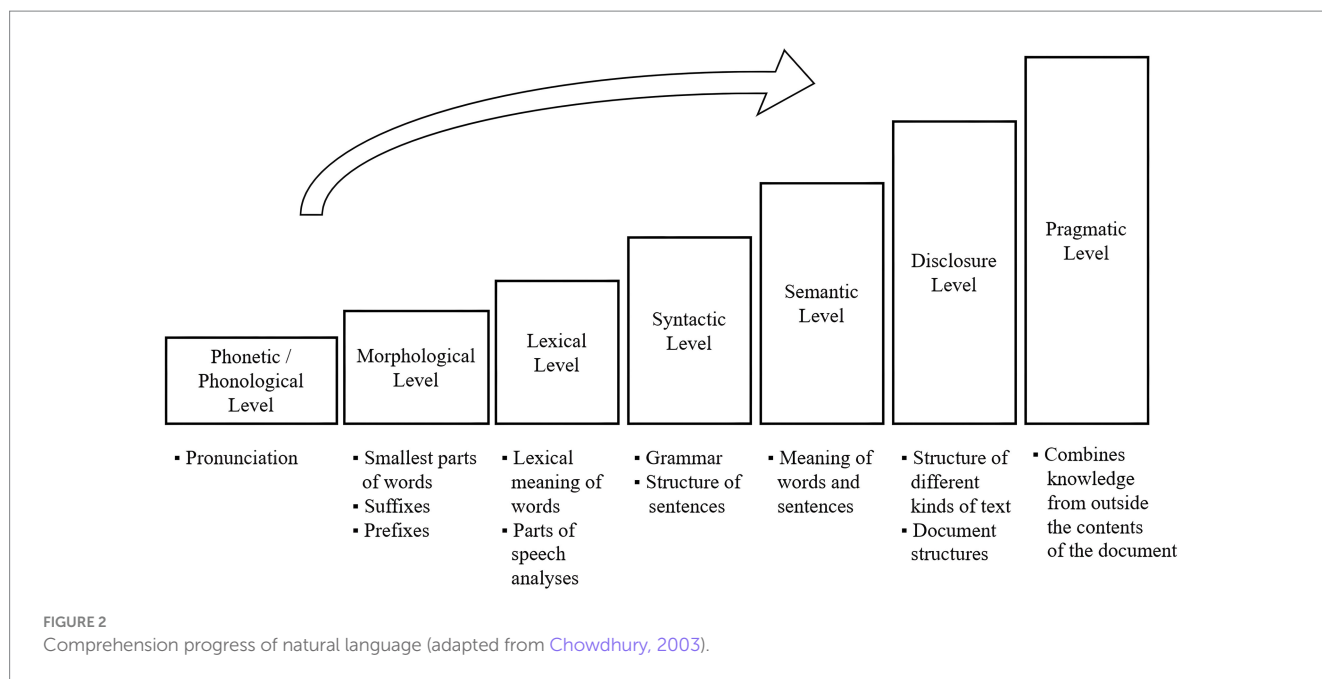 Phonetic /
Phonological
Level
Morphological
Level
Lexical
Level
Syntactic
Level
Semantic
Level
Disclosure
Level
Pragmatic
Level
▪ Pronunciation
▪ Smallest parts
of words
▪ Suffixes
▪ Prefixes
▪ Lexical
meaning of
words
▪ Parts of
speech
analyses
▪ Grammar
▪ Structure of
sentences
▪ Meaning of
words and
sentences
▪ Structure of
different
kinds of text
▪ Document
structures
▪ Combines
knowledge
from outside
the contents
of the document
FIGURE 2
Comprehension progress of natural language (adapted from Chowdhury, 2003).